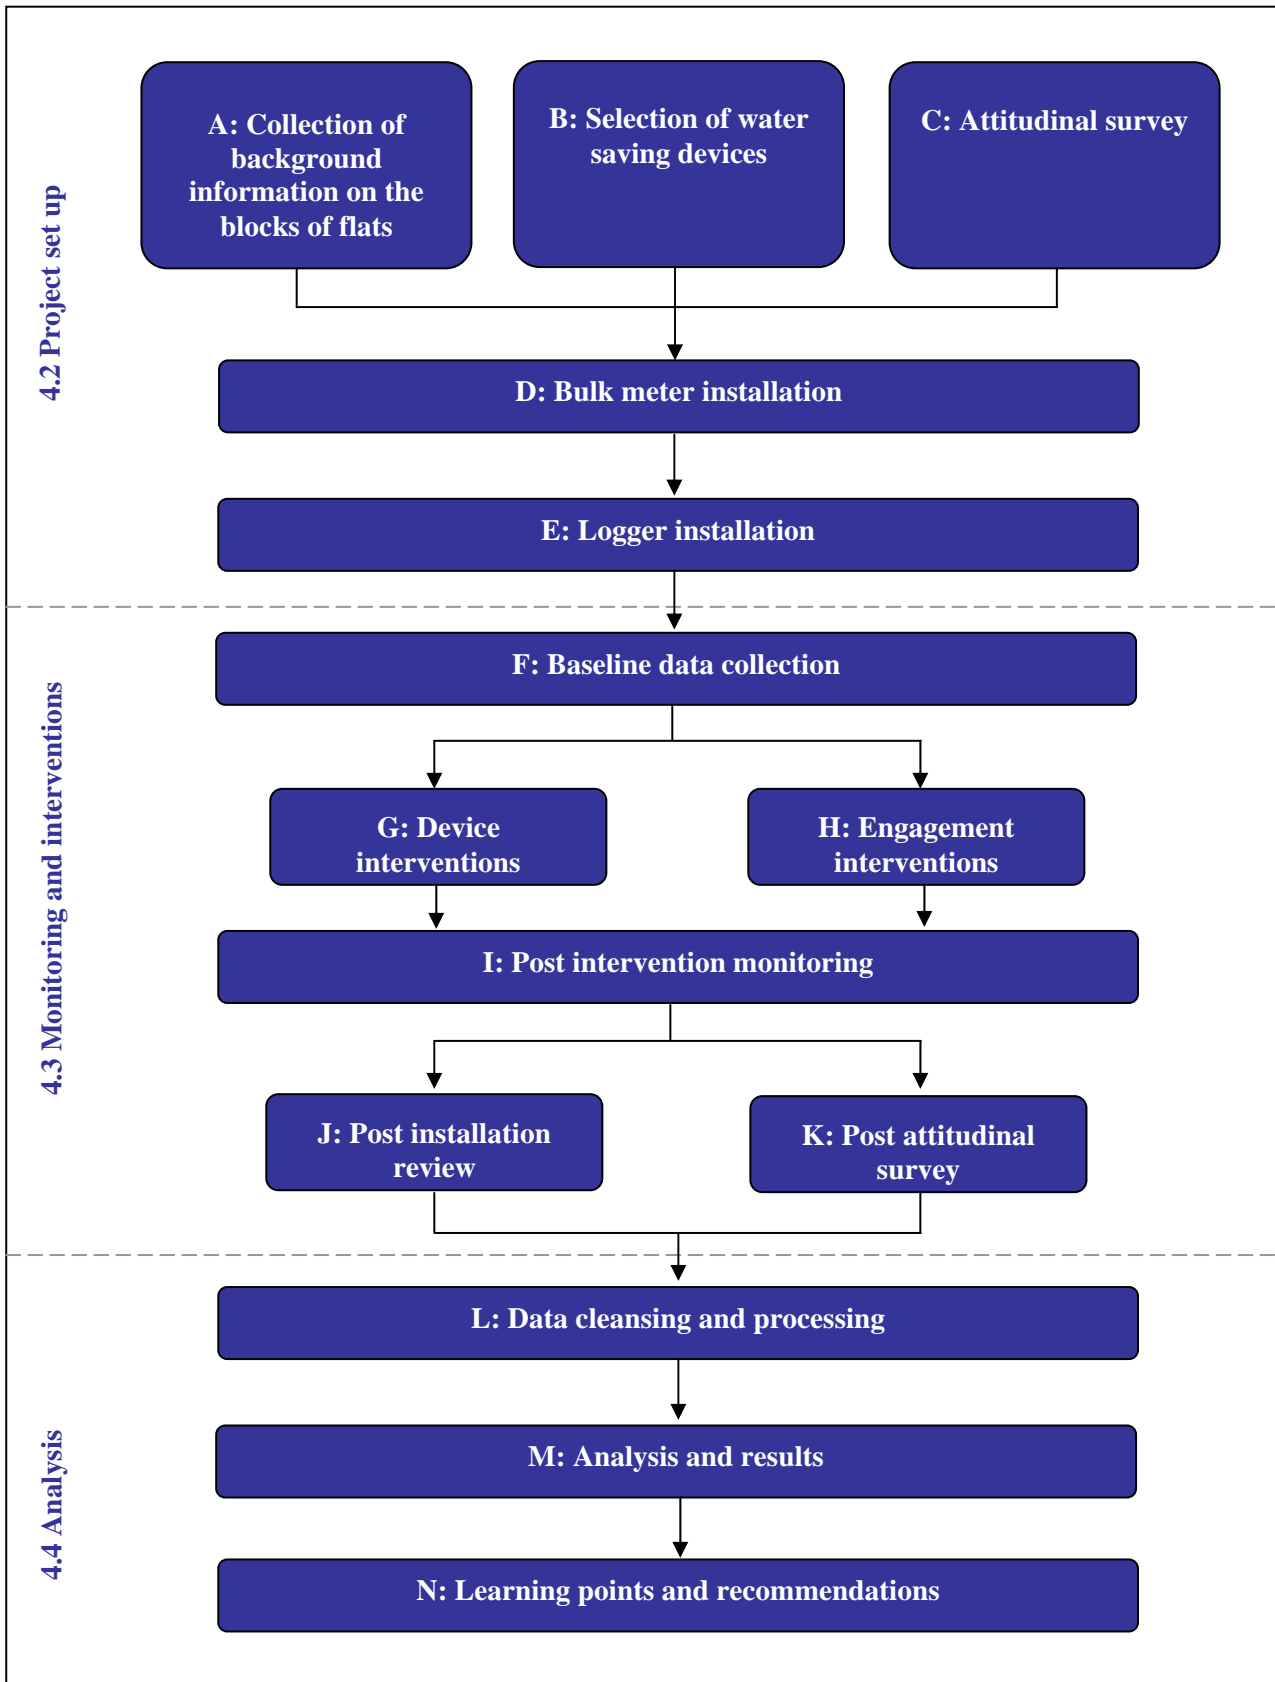 4.2 Project set up
A: Collection of
background
information on the
blocks of flats
B: Selection of water
saving devices
C: Attitudinal survey
D: Bulk meter installation
E: Logger installation
4.3 Monitoring and interventions
F: Baseline data collection
G: Device
interventions
H: Engagement
interventions
I: Post intervention monitoring
J: Post installation
review
K: Post attitudinal
survey
4.4 Analysis
L: Data cleansing and processing
M: Analysis and results
N: Learning points and recommendations